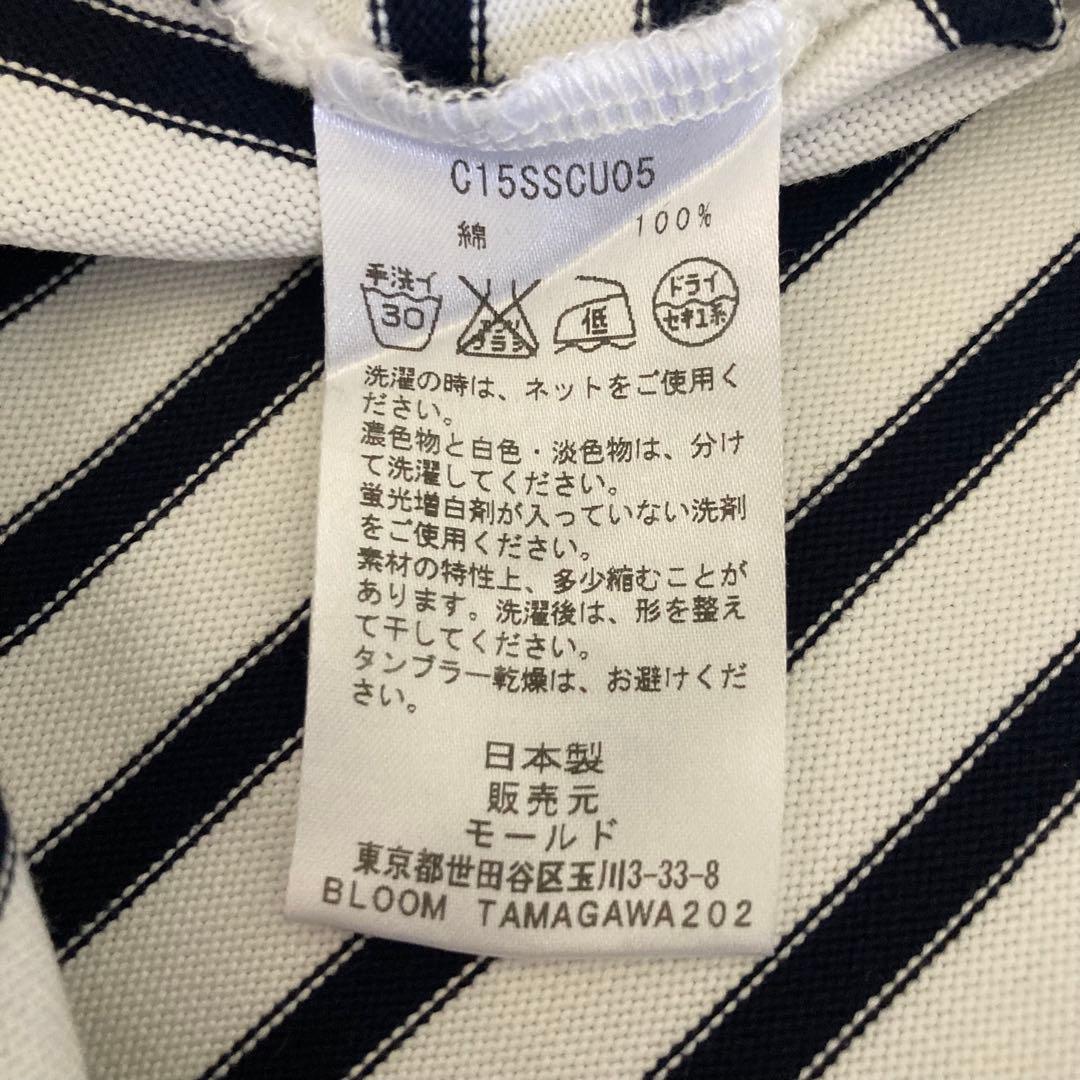 C15SSCU05
綿 100%
手洗イ 30 エンソ サラシ 低 ドライ セキユ系
洗濯の時は、ネットをご使用く
ださい。
濃色物と白色・淡色物は、分け
て洗濯してください。
蛍光増白剤が入っていない洗剤
をご使用ください。
素材の特性上、多少縮むことが
あります。洗濯後は、形を整え
て干してください。
タンブラー乾燥は、お避けくだ
さい。
日本製
販売元
モールド
東京都世田谷区玉川3-33-8
BLOOM TAMAGAWA202